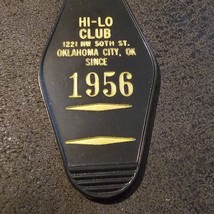 HI-LO
CLUB
1221 NW 50TH ST.
OKLAHOMA CITY, OK
SINCE
1956